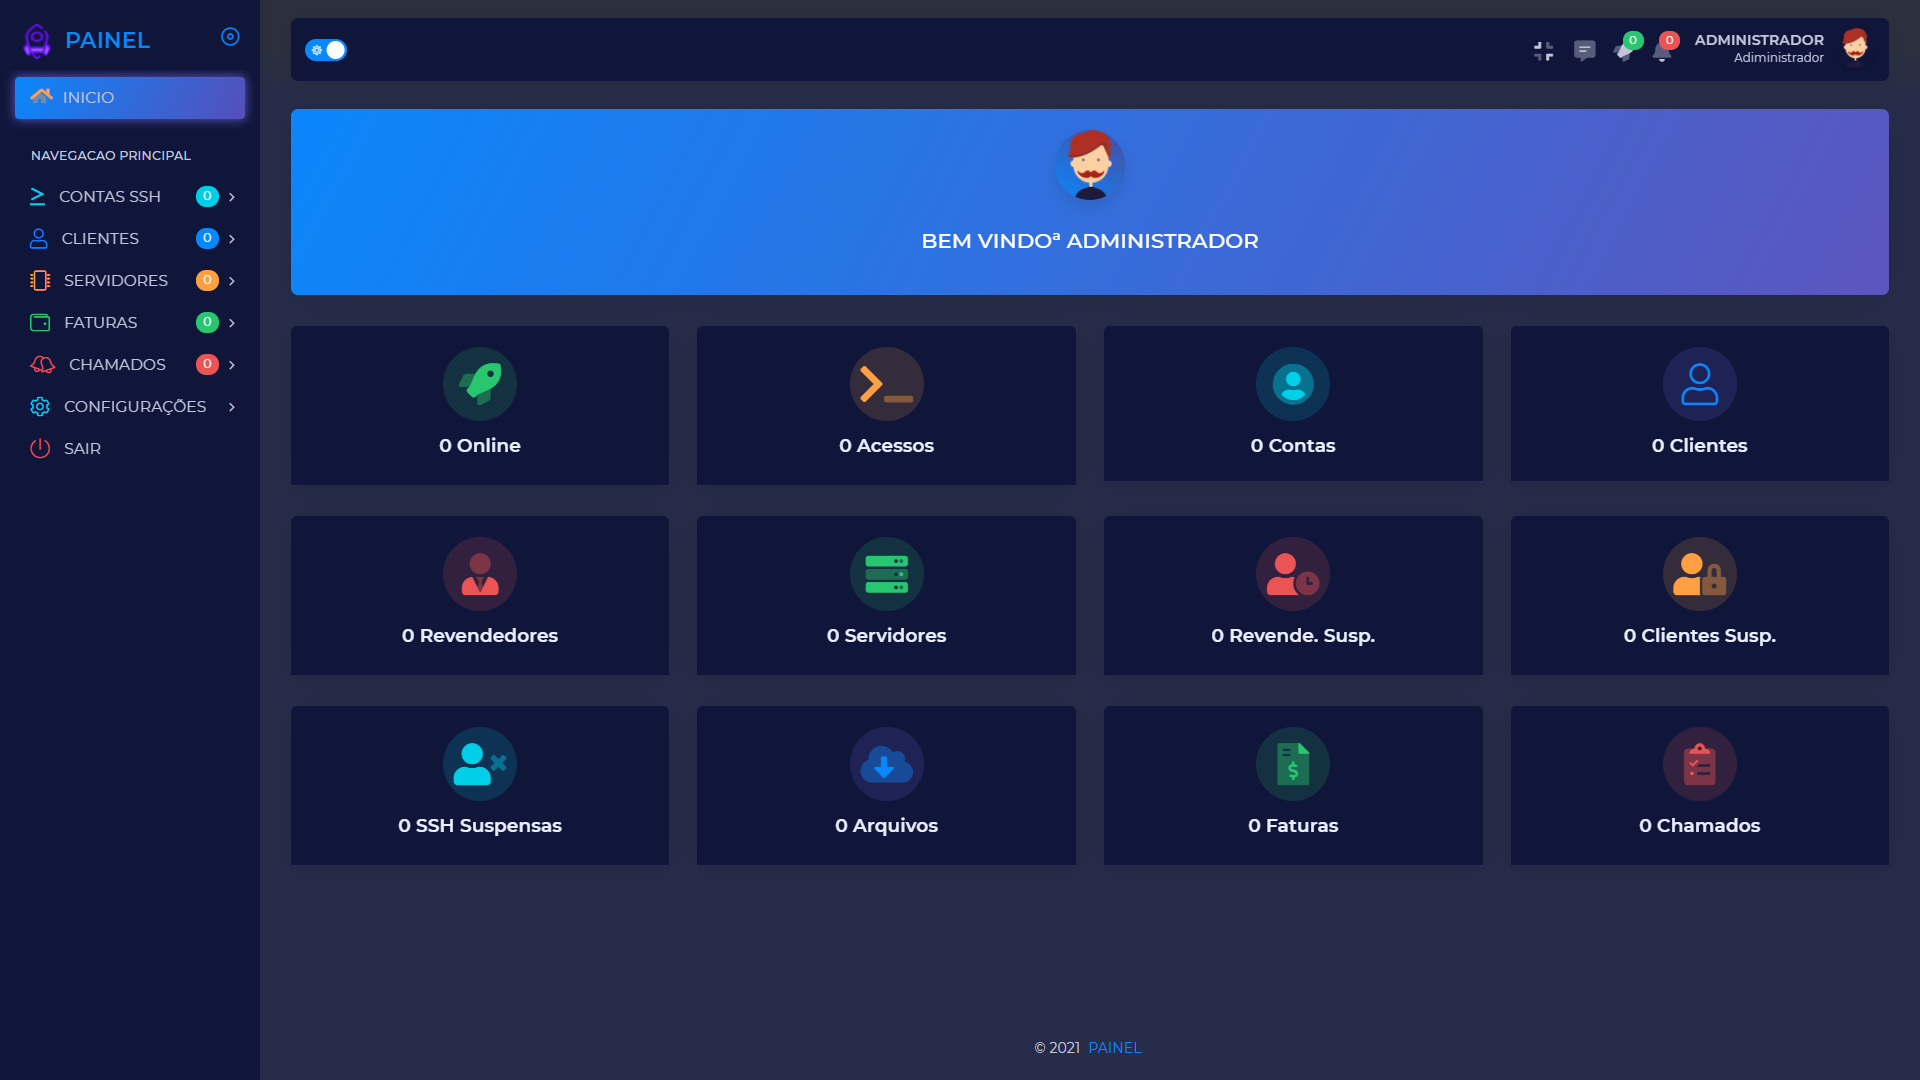 PAINEL
INICIO
NAVEGACAO PRINCIPAL
CONTAS SSH 0
CLIENTES 0
SERVIDORES 0
FATURAS 0
CHAMADOS 0
CONFIGURAÇÕES
SAIR
0 0 ADMINISTRADOR
Adiministrador
BEM VINDOª ADMINISTRADOR
0 Online
0 Acessos
0 Contas
0 Clientes
0 Revendedores
0 Servidores
0 Revende. Susp.
0 Clientes Susp.
0 SSH Suspensas
0 Arquivos
0 Faturas
0 Chamados
© 2021 PAINEL